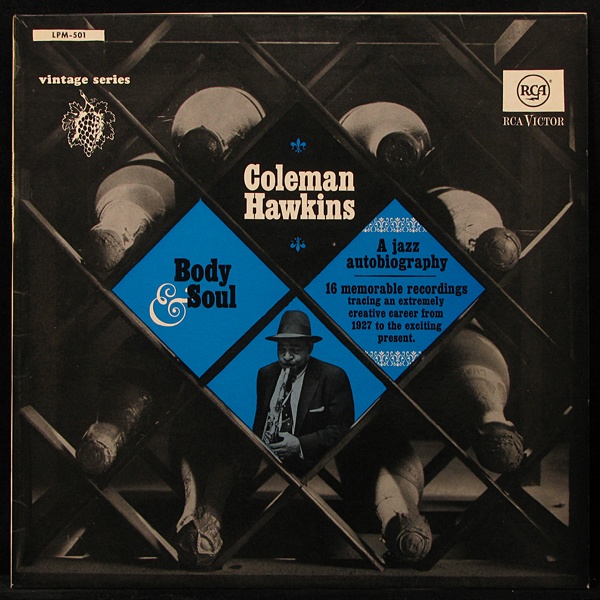 LPM-501
vintage series
RCA
RCA VICTOR
Coleman
Hawkins
Body
& Soul
A jazz
autobiography
16 memorable recordings
tracing an extremely
creative career from
1927 to the exciting
present.